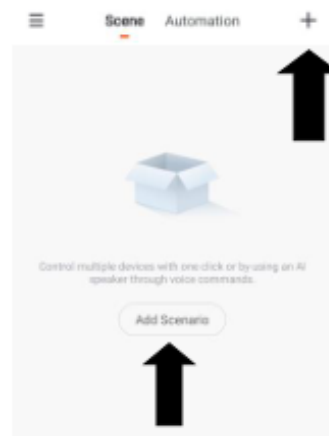 Scene Automation
Control multiple devices with one click or by using an AI
speaker through voice commands.
Add Scenario